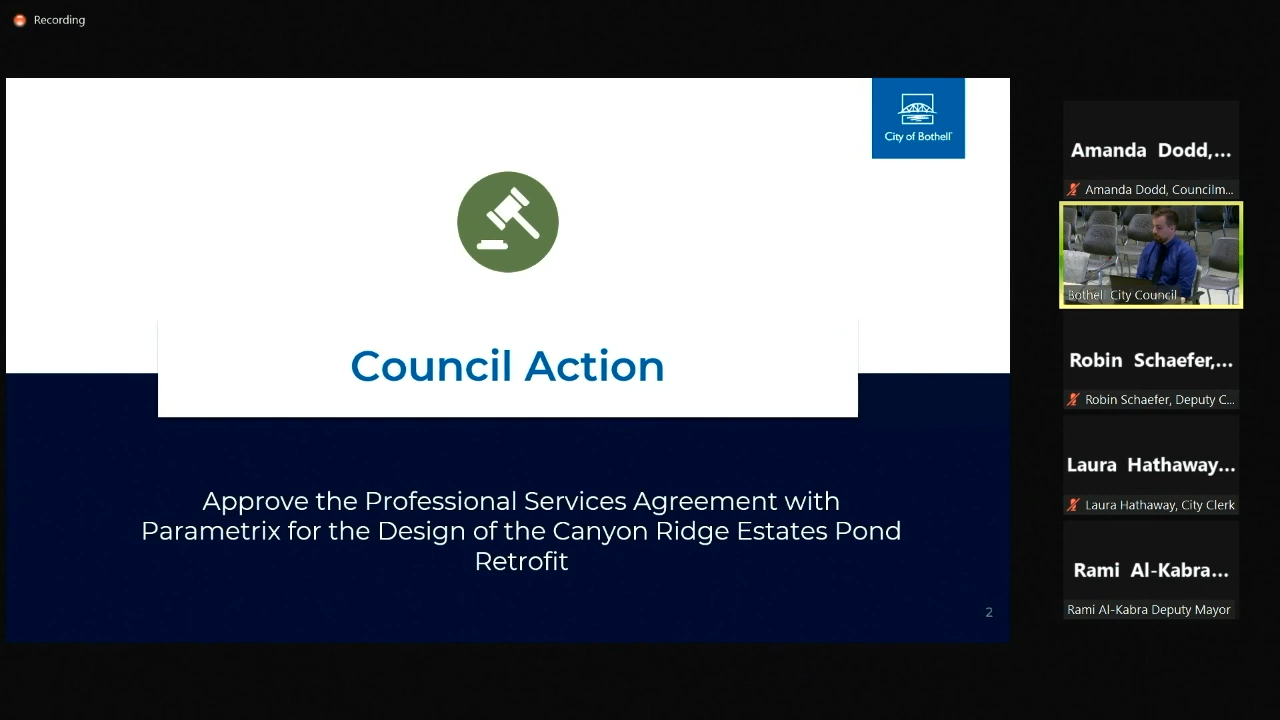 Recording
City of Bothell
Council Action
Approve the Professional Services Agreement with
Parametrix for the Design of the Canyon Ridge Estates Pond
Retrofit
2
Amanda Dodd,...
Amanda Dodd, Councilm...
Bothell City Council
Robin Schaefer,...
Robin Schaefer, Deputy C...
Laura Hathaway...
Laura Hathaway, City Clerk
Rami Al-Kabra...
Rami Al-Kabra Deputy Mayor